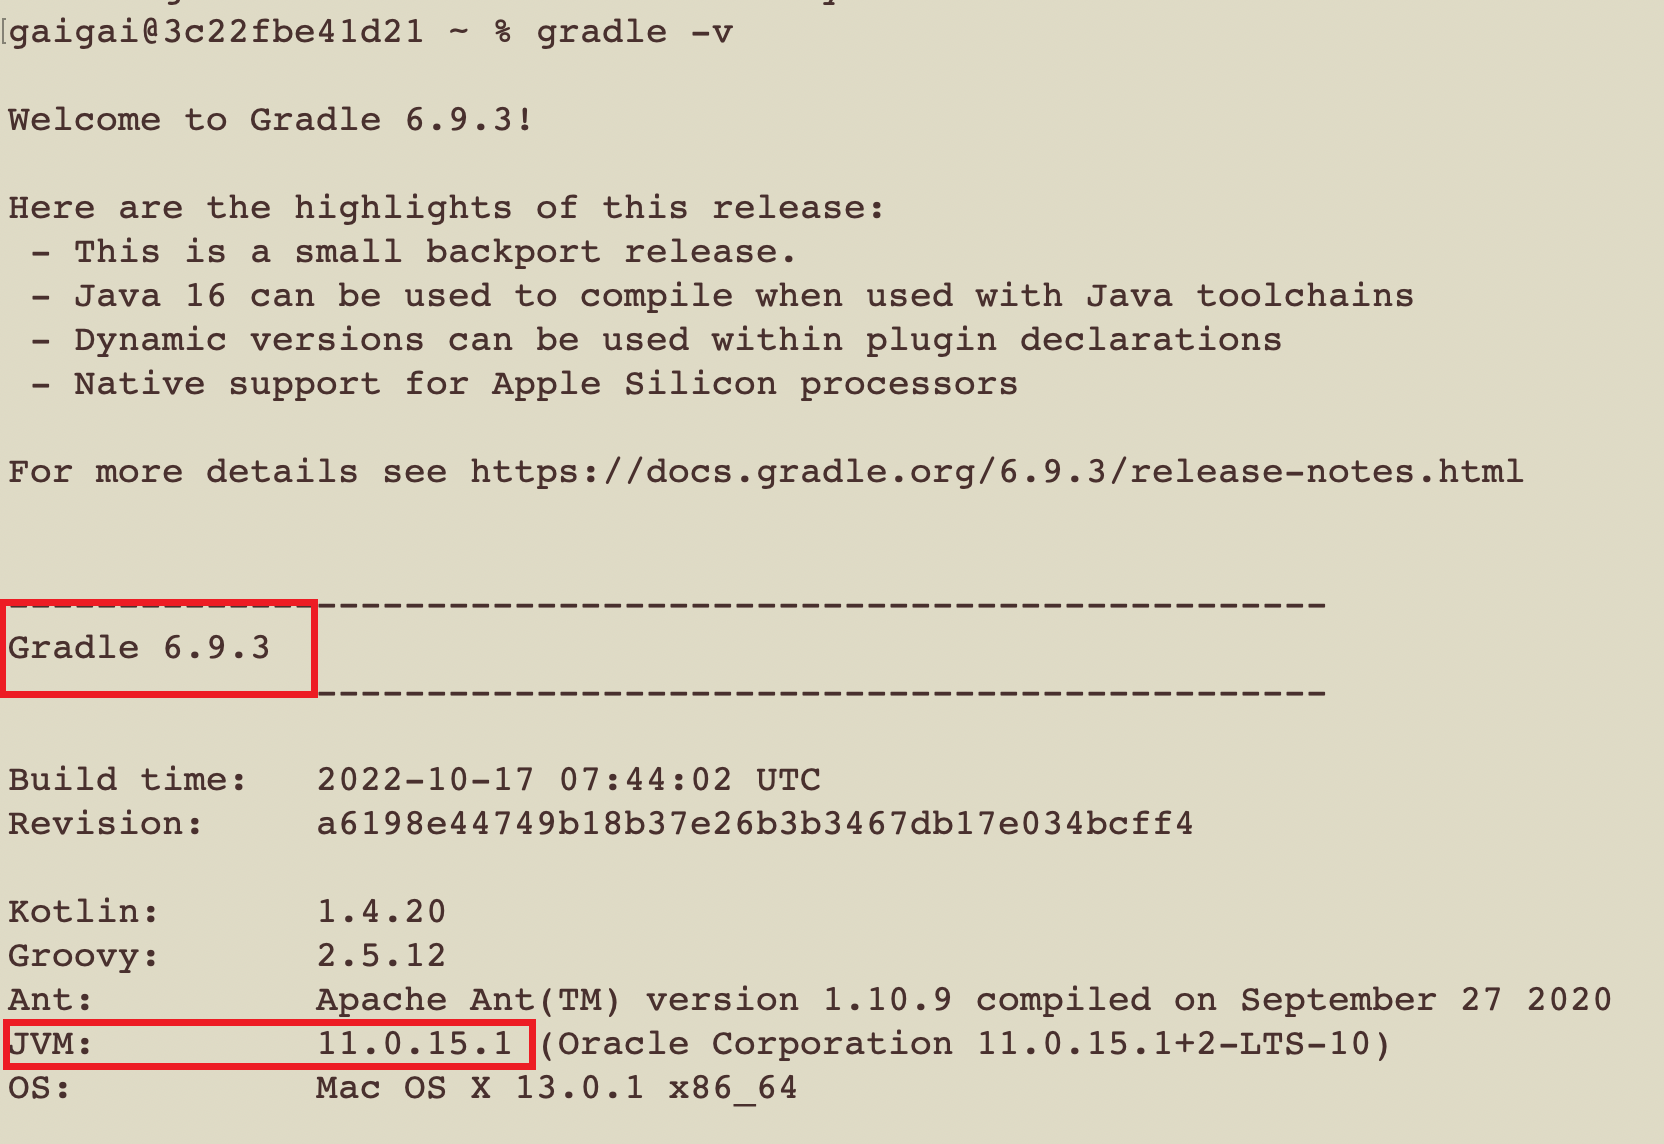 gaigai@3c22fbe41d21 ~ % gradle -v
Welcome to Gradle 6.9.3!
Here are the highlights of this release:
- This is a small backport release.
- Java 16 can be used to compile when used with Java toolchains
- Dynamic versions can be used within plugin declarations
- Native support for Apple Silicon processors
For more details see https://docs.gradle.org/6.9.3/release-notes.html
------------------------------------------------------------
Gradle 6.9.3
------------------------------------------------------------
Build time:   2022-10-17 07:44:02 UTC
Revision:     a6198e44749b18b37e26b3b3467db17e034bcff4
Kotlin:       1.4.20
Groovy:       2.5.12
Ant:          Apache Ant(TM) version 1.10.9 compiled on September 27 2020
JVM:          11.0.15.1 (Oracle Corporation 11.0.15.1+2-LTS-10)
OS:           Mac OS X 13.0.1 x86_64